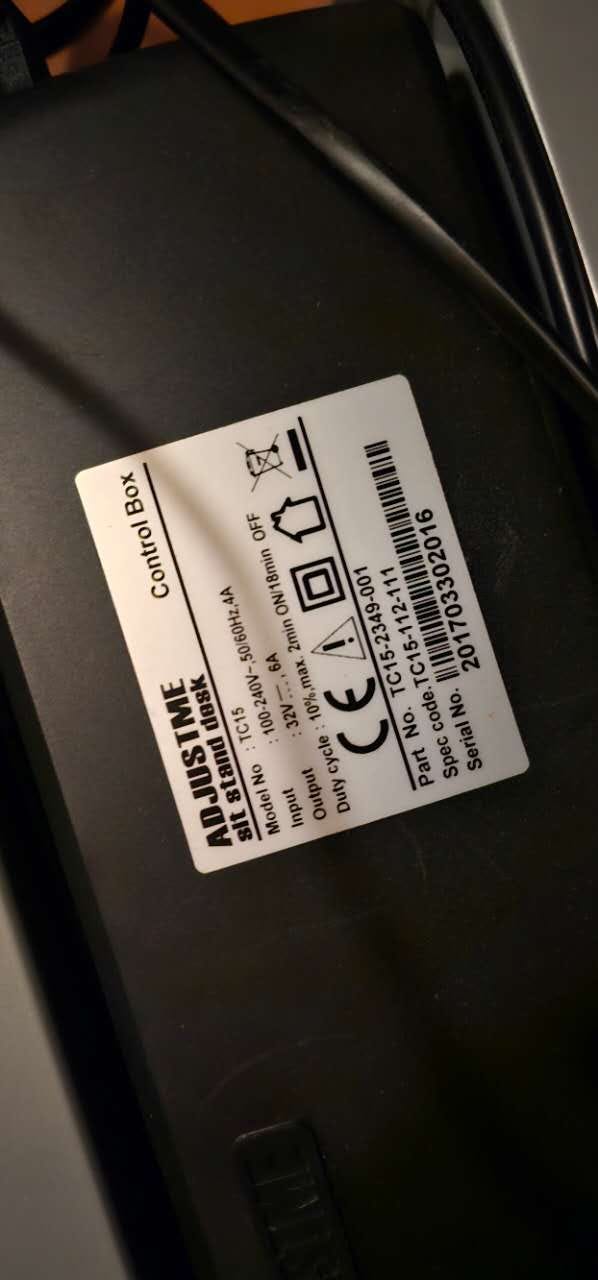 Control Box
ADJUSTME
sit stand desk
Model No : TC15
Input : 100-240V~,50/60Hz,4A
Output : 32V⎓, 6A
Duty cycle : 10%,max. 2min ON/18min OFF
CE
Part No. TC15-2349-001
Spec code.TC15-112-111
Serial No. 201703302016